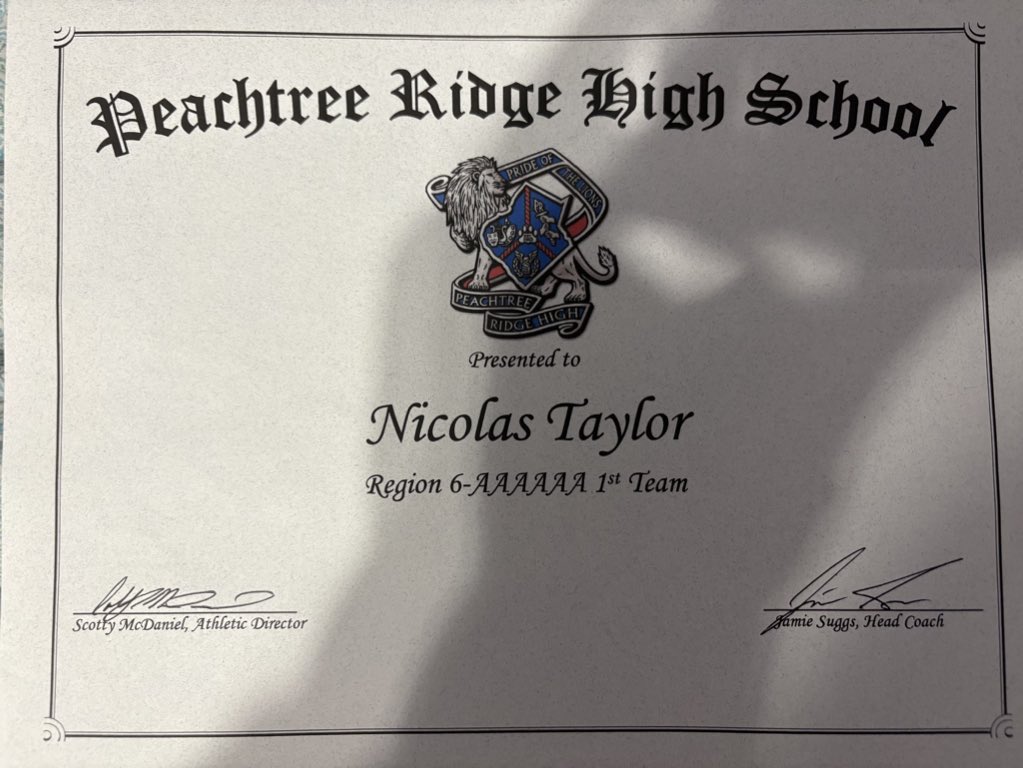 Peachtree Ridge High School
PRIDE OF THE LIONS
PEACHTREE
RIDGE HIGH
Presented to
Nicolas Taylor
Region 6-AAAAAA 1st Team
Scotty McDaniel, Athletic Director
Jamie Suggs, Head Coach